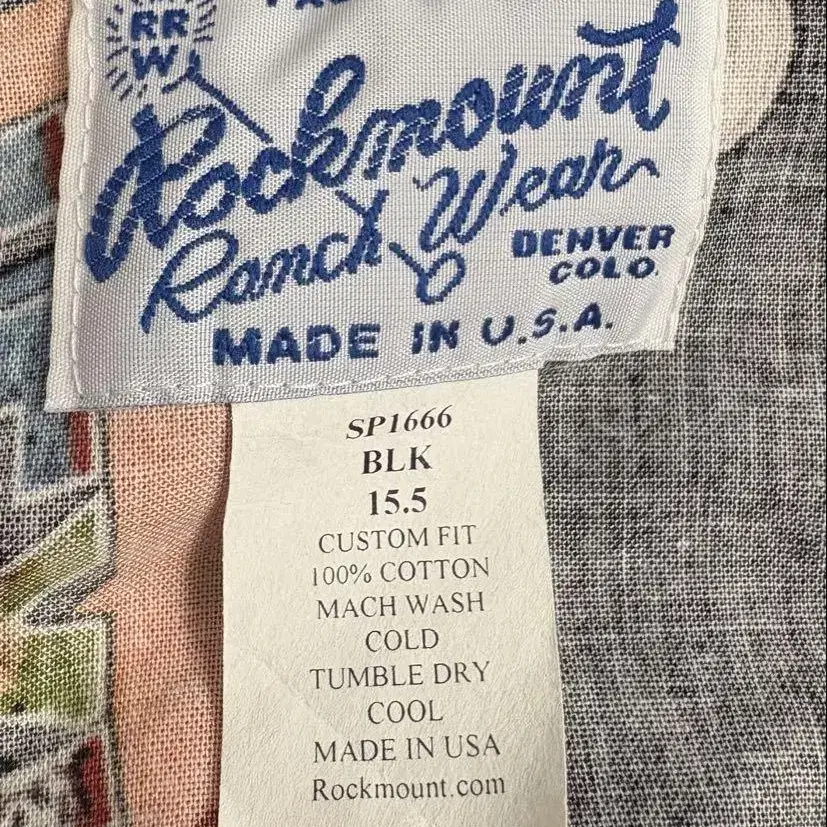 RR
W
Rockmount
Ranch Wear
DENVER
COLO.
MADE IN U.S.A.
SP1666
BLK
15.5
CUSTOM FIT
100% COTTON
MACH WASH
COLD
TUMBLE DRY
COOL
MADE IN USA
Rockmount.com